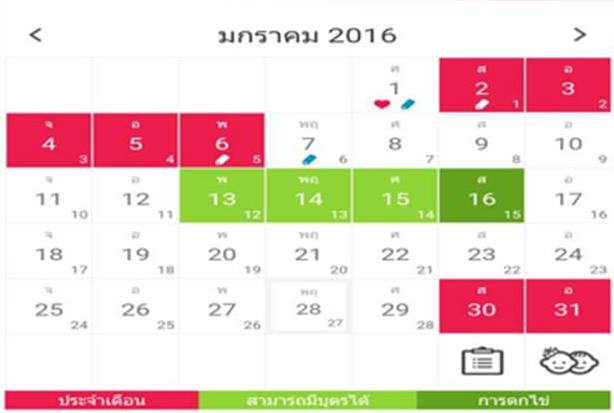 < มกราคม 2016 >
ศ ส อ
1 2 1 3 2
จ อ พ พฤ ศ ส อ
4 3 5 4 6 5 7 6 8 7 9 8 10 9
จ อ พ พฤ ศ ส อ
11 10 12 11 13 12 14 13 15 14 16 15 17 16
จ อ พ พฤ ศ ส อ
18 17 19 18 20 19 21 20 22 21 23 22 24 23
จ อ พ พฤ ศ ส อ
25 24 26 25 27 26 28 27 29 28 30 31
ประจำเดือน สามารถมีบุตรได้ การตกไข่